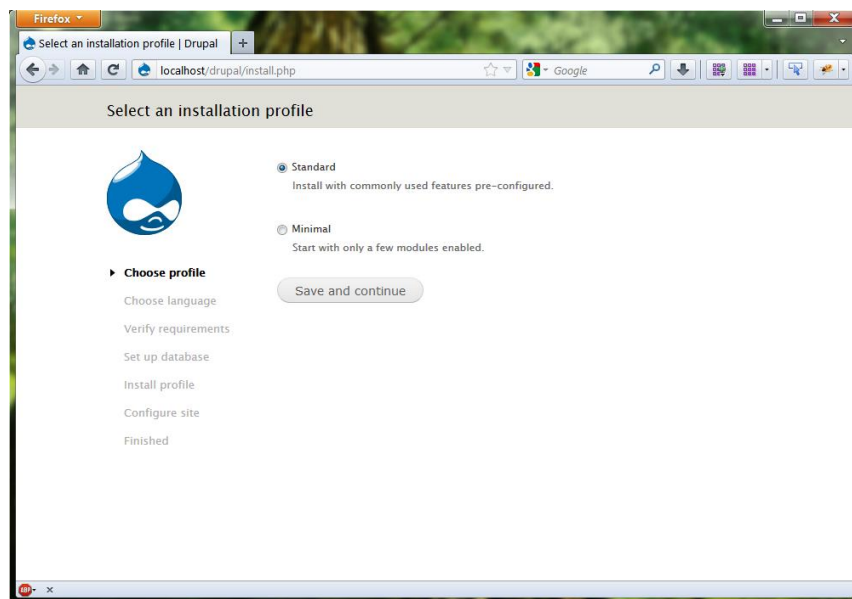 Firefox
Select an installation profile | Drupal
localhost/drupal/install.php
Google
Select an installation profile
Standard
Install with commonly used features pre-configured.
Minimal
Start with only a few modules enabled.
Save and continue
Choose profile
Choose language
Verify requirements
Set up database
Install profile
Configure site
Finished
ABP